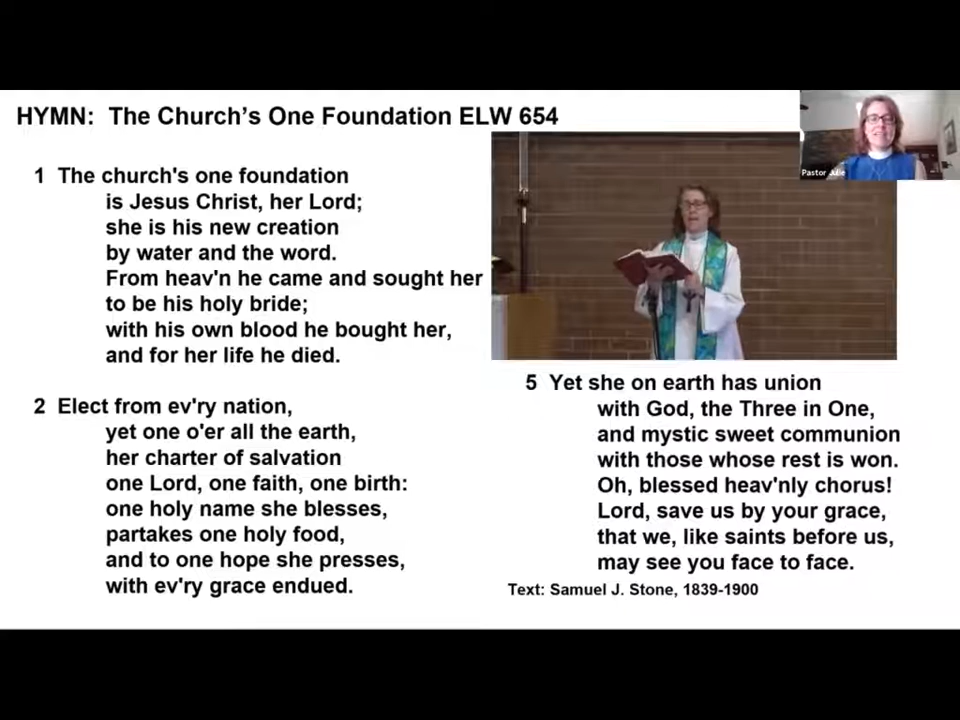 HYMN: The Church's One Foundation ELW 654
Pastor Julie
1 The church's one foundation
is Jesus Christ, her Lord;
she is his new creation
by water and the word.
From heav'n he came and sought her
to be his holy bride;
with his own blood he bought her,
and for her life he died.
2 Elect from ev'ry nation,
yet one o'er all the earth,
her charter of salvation
one Lord, one faith, one birth:
one holy name she blesses,
partakes one holy food,
and to one hope she presses,
with ev'ry grace endued.
5 Yet she on earth has union
with God, the Three in One,
and mystic sweet communion
with those whose rest is won.
Oh, blessed heav'nly chorus!
Lord, save us by your grace,
that we, like saints before us,
may see you face to face.
Text: Samuel J. Stone, 1839-1900